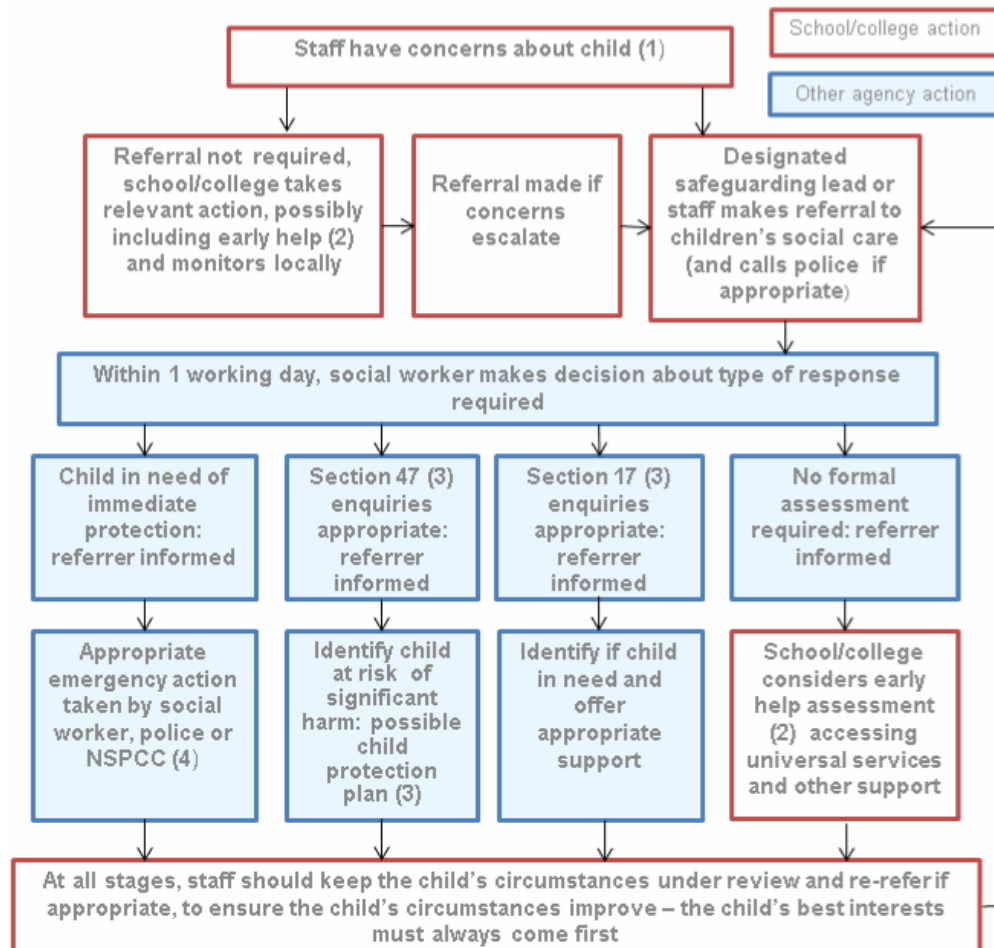 Staff have concerns about child (1)
School/college action
Other agency action
Referral not required,
school/college takes
relevant action, possibly
including early help (2)
and monitors locally
Referral made if
concerns
escalate
Designated
safeguarding lead or
staff makes referral to
children's social care
(and calls police if
appropriate)
Within 1 working day, social worker makes decision about type of response
required
Child in need of
immediate
protection:
referrer informed
Section 47 (3)
enquiries
appropriate:
referrer
informed
Section 17 (3)
enquiries
appropriate:
referrer
informed
No formal
assessment
required: referrer
informed
Appropriate
emergency action
taken by social
worker, police or
NSPCC (4)
Identify child
at risk of
significant
harm: possible
child
protection
plan (3)
Identify if child
in need and
offer
appropriate
support
School/college
considers early
help assessment
(2) accessing
universal services
and other support
At all stages, staff should keep the child's circumstances under review and re-refer if
appropriate, to ensure the child's circumstances improve – the child's best interests
must always come first